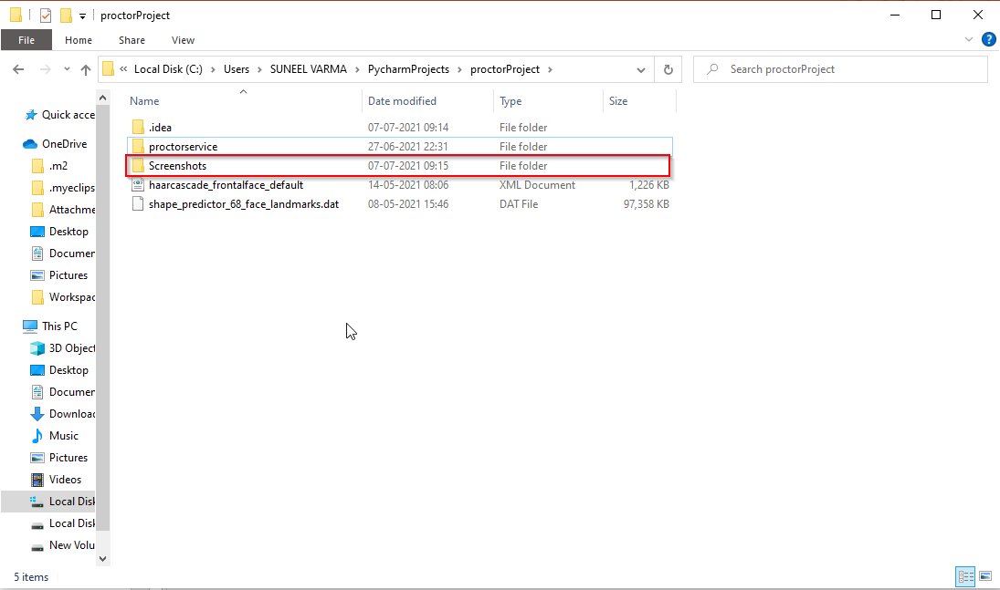 proctorProject
File Home Share View
« Local Disk (C:) › Users › SUNEEL VARMA › PycharmProjects › proctorProject › Search proctorProject
Name Date modified Type Size
Quick acce
OneDrive
.m2
.myeclips
Attachme
Desktop
Documer
Pictures
Workspac
This PC
3D Object
Desktop
Documer
Downloac
Music
Pictures
Videos
Local Disk
Local Disk
New Volu
.idea 07-07-2021 09:14 File folder
proctorservice 27-06-2021 22:31 File folder
Screenshots 07-07-2021 09:15 File folder
haarcascade_frontalface_default 14-05-2021 08:06 XML Document 1,226 KB
shape_predictor_68_face_landmarks.dat 08-05-2021 15:46 DAT File 97,358 KB
5 items